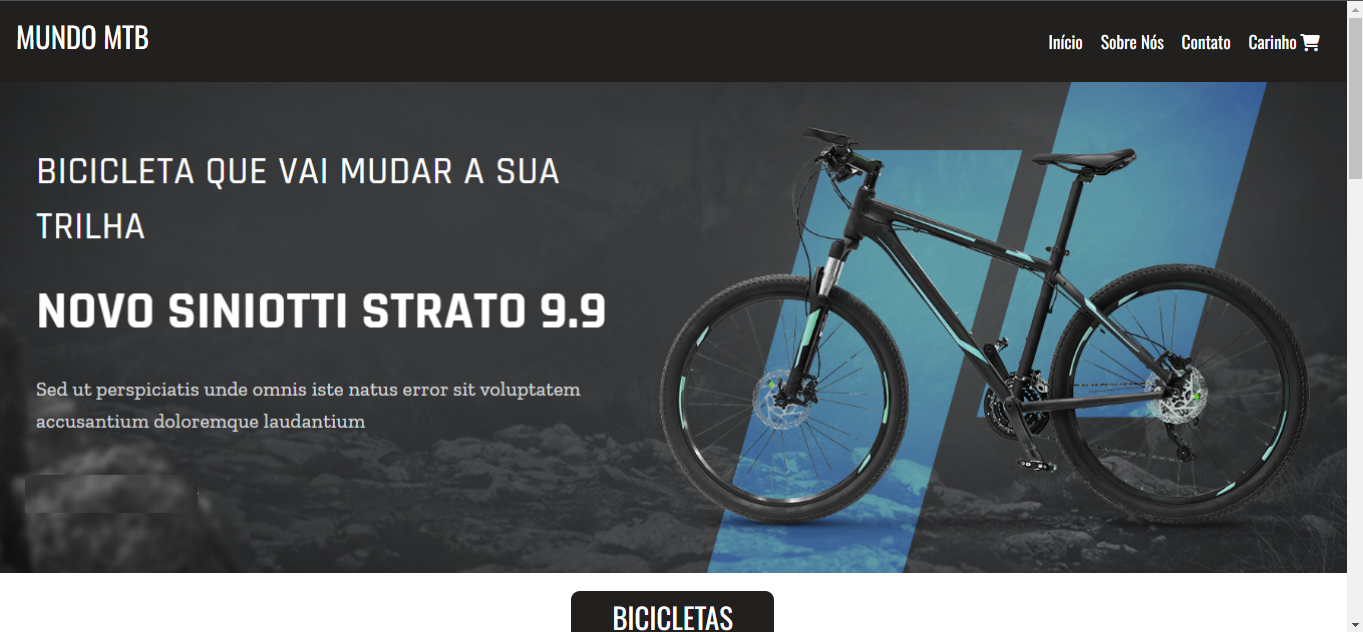 MUNDO MTB
Início Sobre Nós Contato Carinho
BICICLETA QUE VAI MUDAR A SUA
TRILHA
NOVO SINIOTTI STRATO 9.9
Sed ut perspiciatis unde omnis iste natus error sit voluptatem
accusantium doloremque laudantium
BICICLETAS